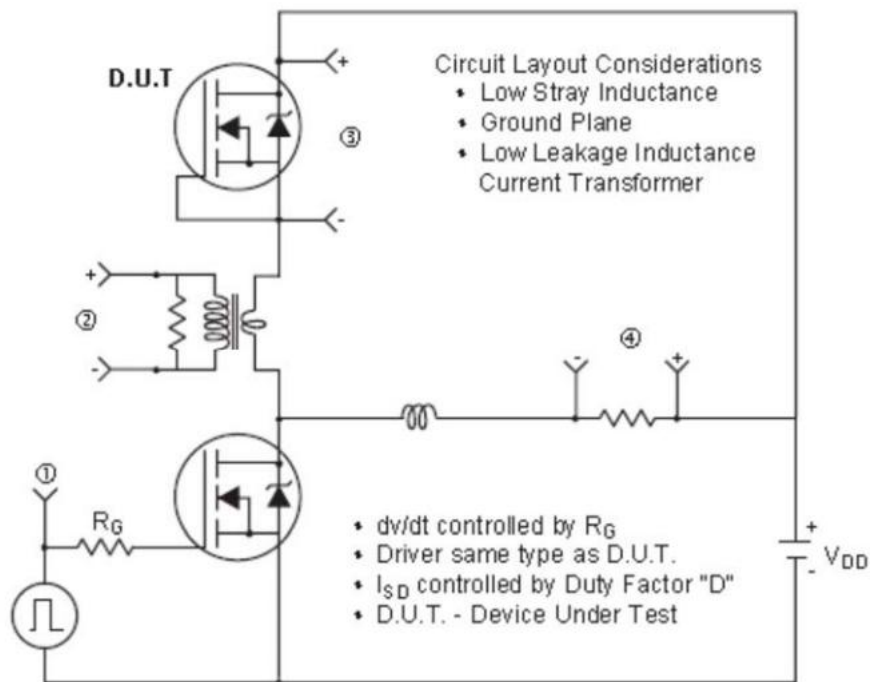 D.U.T
+
-
③
Circuit Layout Considerations
• Low Stray Inductance
• Ground Plane
• Low Leakage Inductance
Current Transformer
+
②
-
-
④
+
①
RG
• dv/dt controlled by RG
• Driver same type as D.U.T.
• ISD controlled by Duty Factor "D"
• D.U.T. - Device Under Test
+
-
VDD